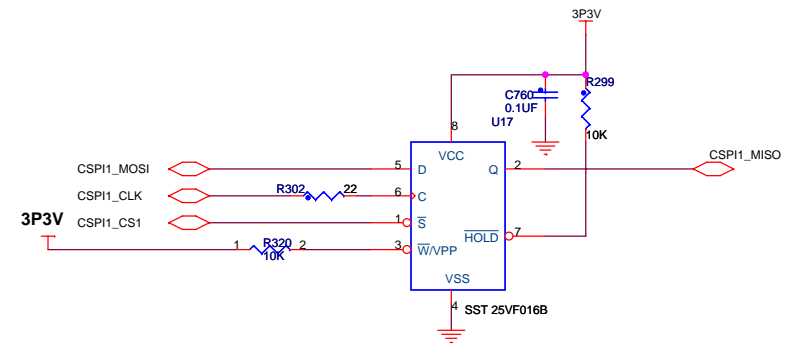 3P3V
R299
C760
0.1UF
U17
10K
8
VCC
CSPI1_MOSI
5
D
Q
2
CSPI1_MISO
CSPI1_CLK
R302
22
6
C
3P3V
CSPI1_CS1
1
S
HOLD
7
1
R320
2
10K
3
W/VPP
VSS
4
SST 25VF016B